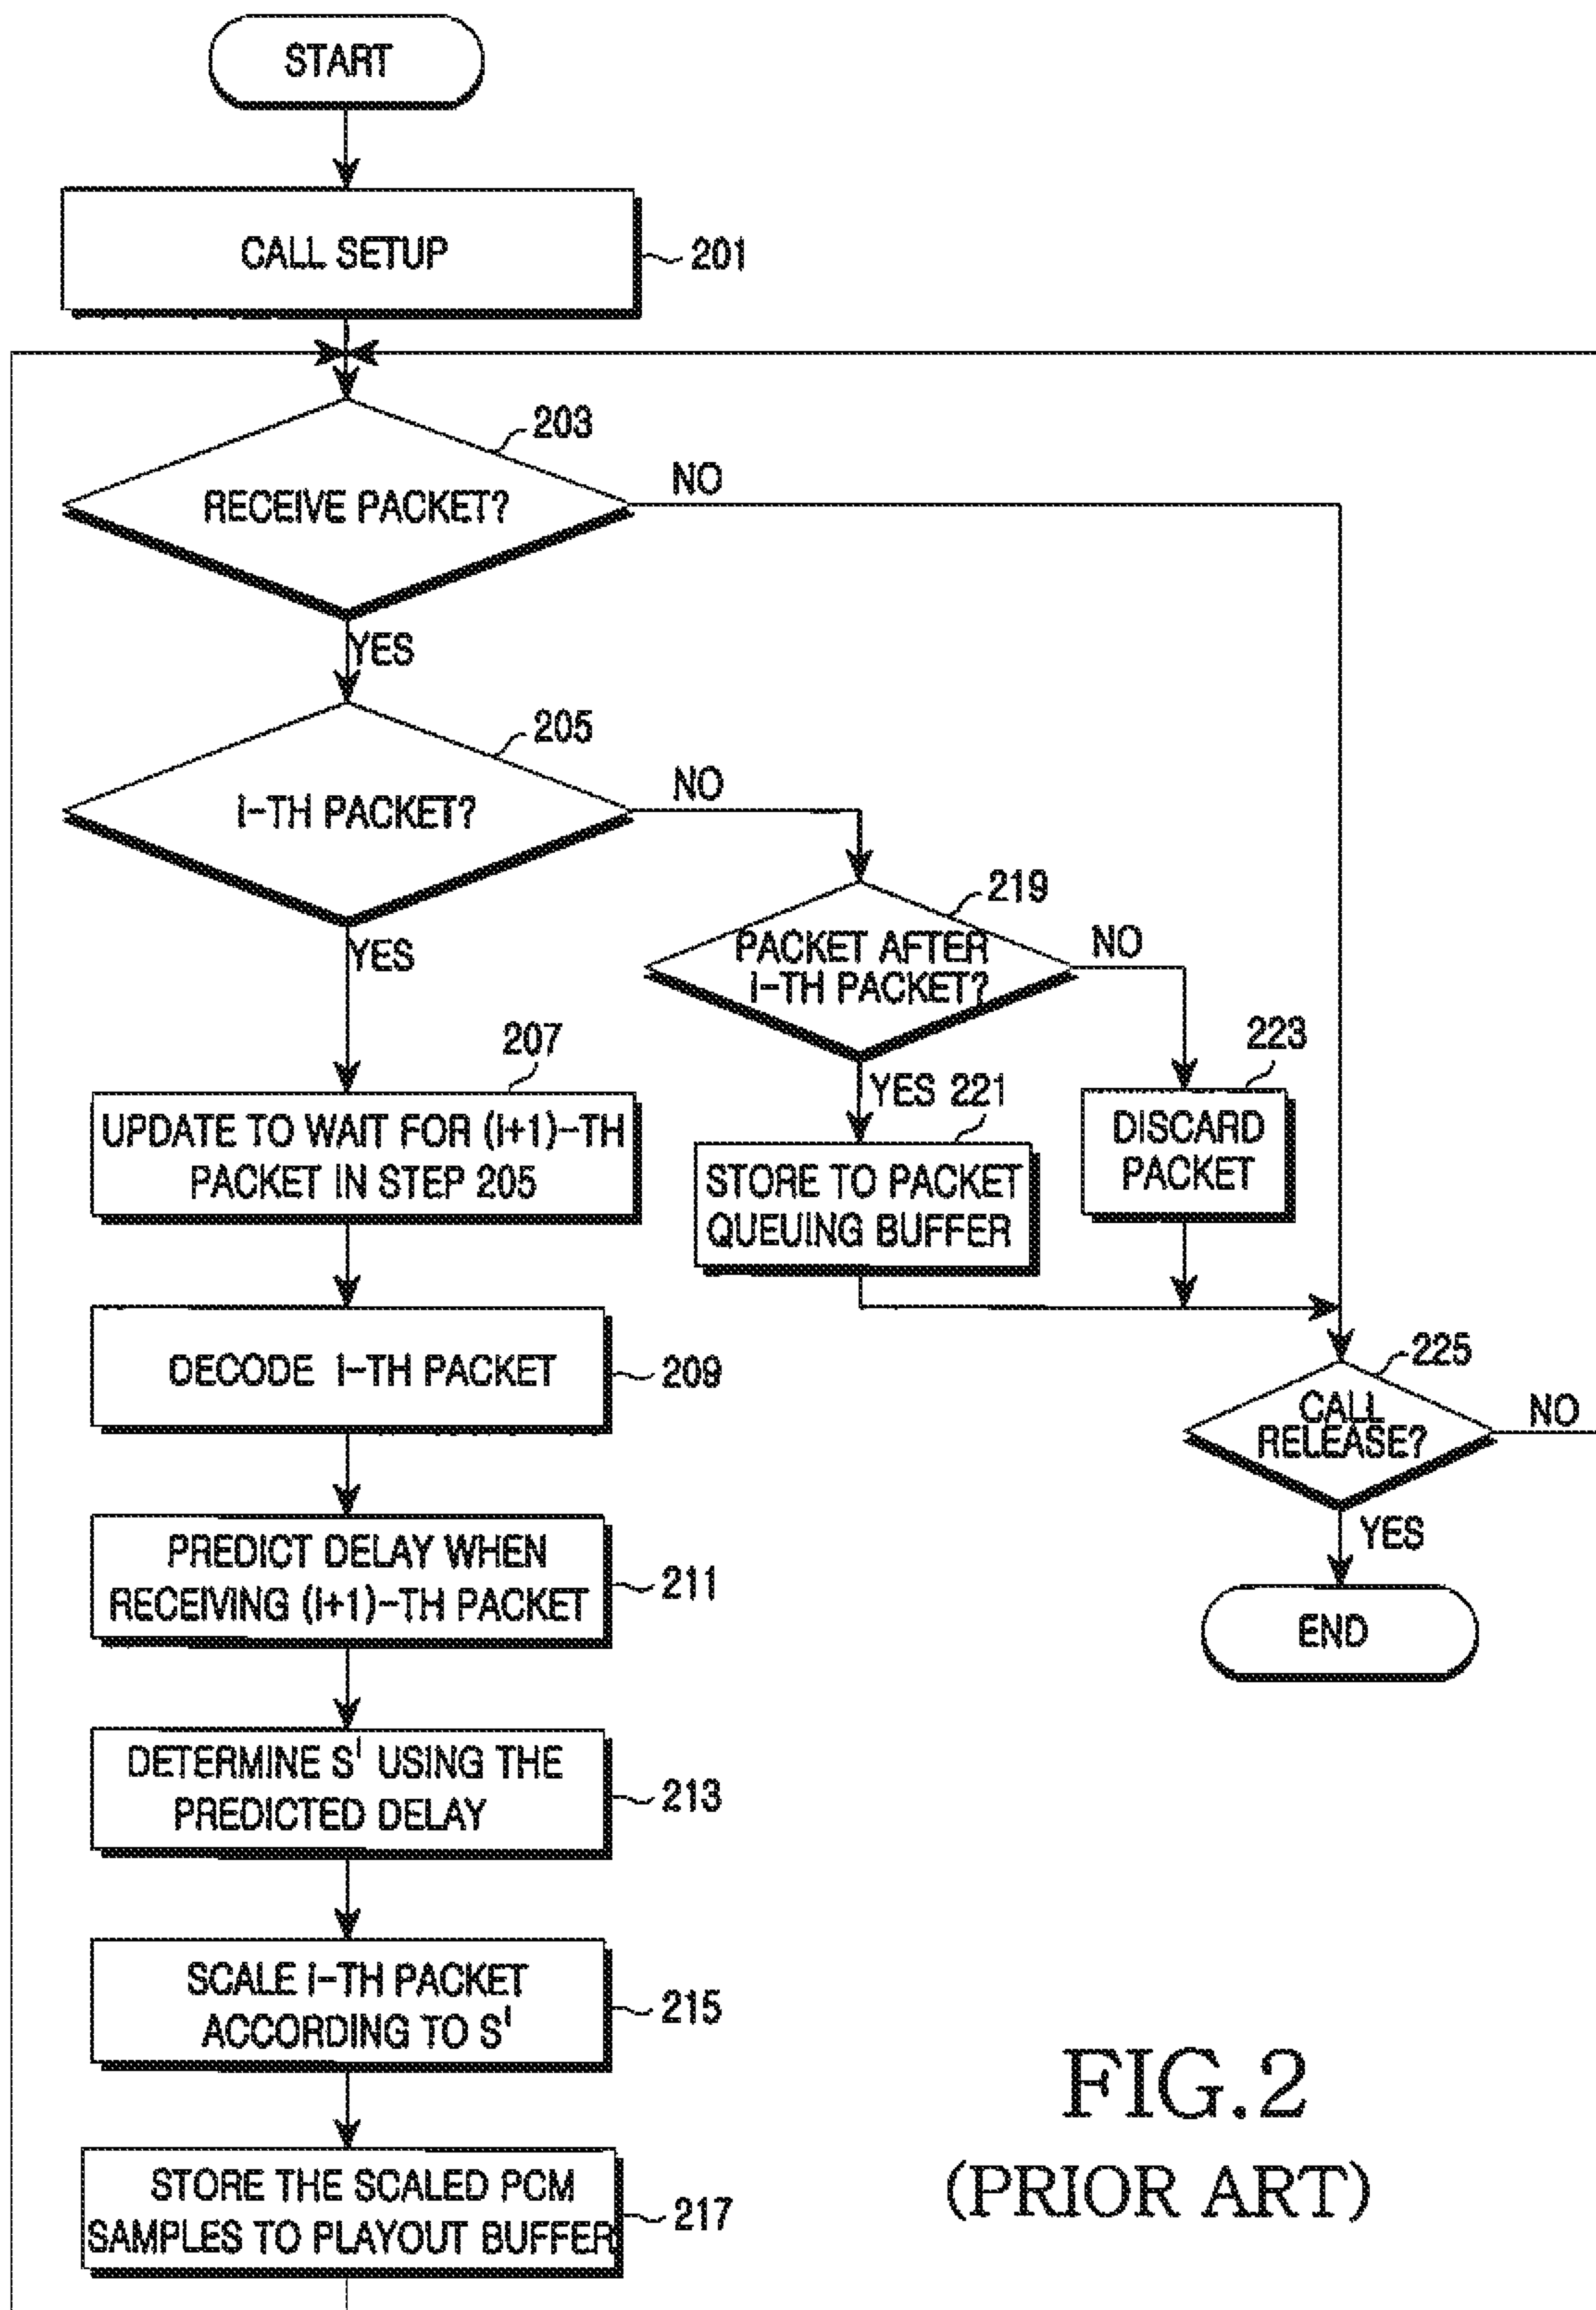 START
CALL SETUP
201
203
RECEIVE PACKET?
NO
YES
205
I-TH PACKET?
NO
YES
219
PACKET AFTER
I-TH PACKET?
NO
207
UPDATE TO WAIT FOR (I+1)-TH
PACKET IN STEP 205
YES 221
STORE TO PACKET
QUEUING BUFFER
223
DISCARD
PACKET
DECODE I-TH PACKET
209
225
CALL
RELEASE?
NO
YES
END
PREDICT DELAY WHEN
RECEIVING (I+1)-TH PACKET
211
DETERMINE Sᴵ USING THE
PREDICTED DELAY
213
SCALE I-TH PACKET
ACCORDING TO Sᴵ
215
STORE THE SCALED PCM
SAMPLES TO PLAYOUT BUFFER
217
FIG.2
(PRIOR ART)